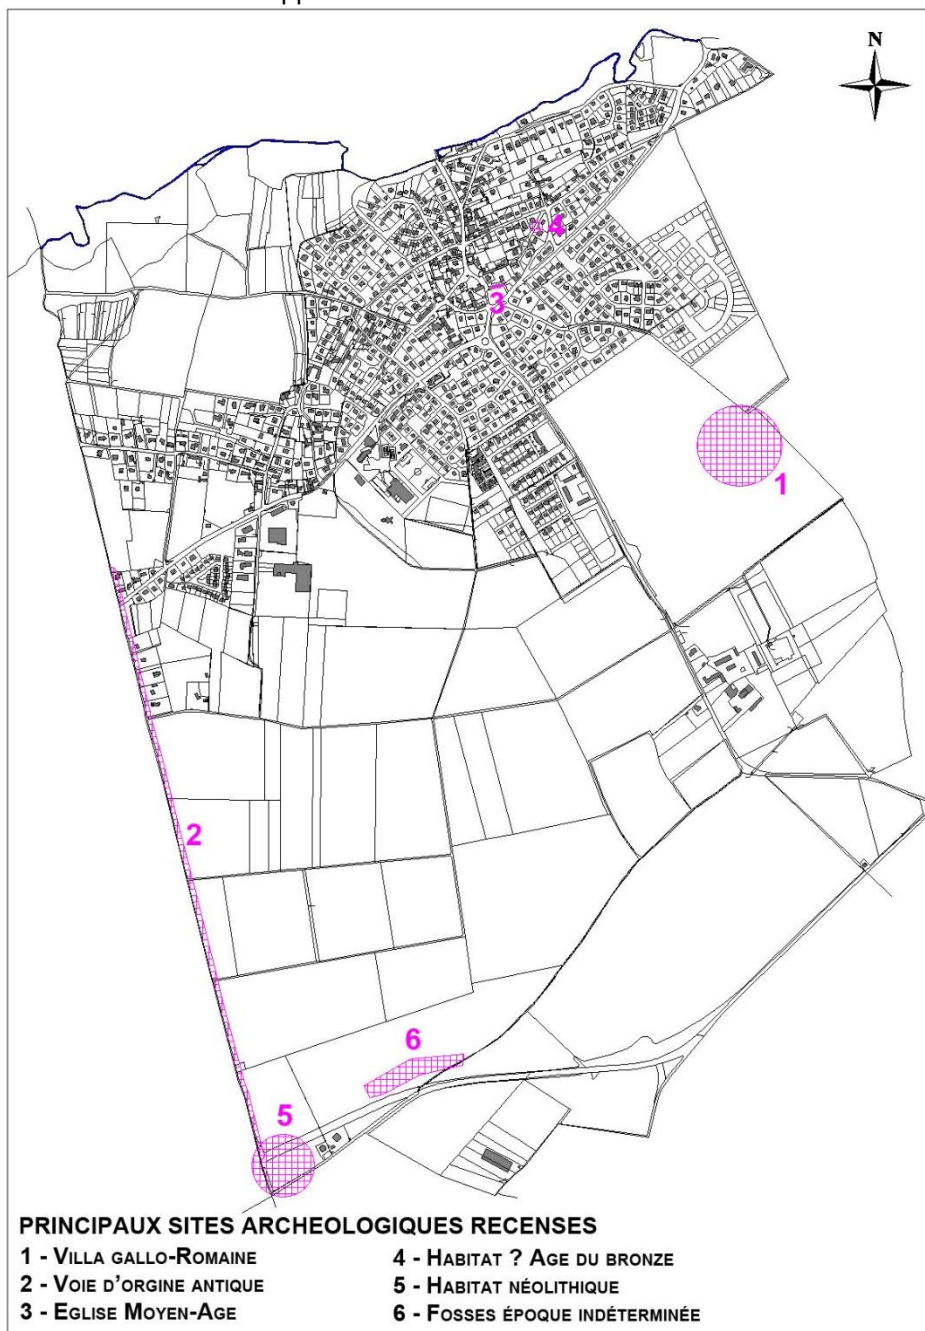 N
4
3
1
2
6
5
PRINCIPAUX SITES ARCHEOLOGIQUES RECENSES
1 - VILLA GALLO-ROMAINE
2 - VOIE D'ORGINE ANTIQUE
3 - EGLISE MOYEN-AGE
4 - HABITAT ? AGE DU BRONZE
5 - HABITAT NÉOLITHIQUE
6 - FOSSES ÉPOQUE INDÉTERMINÉE